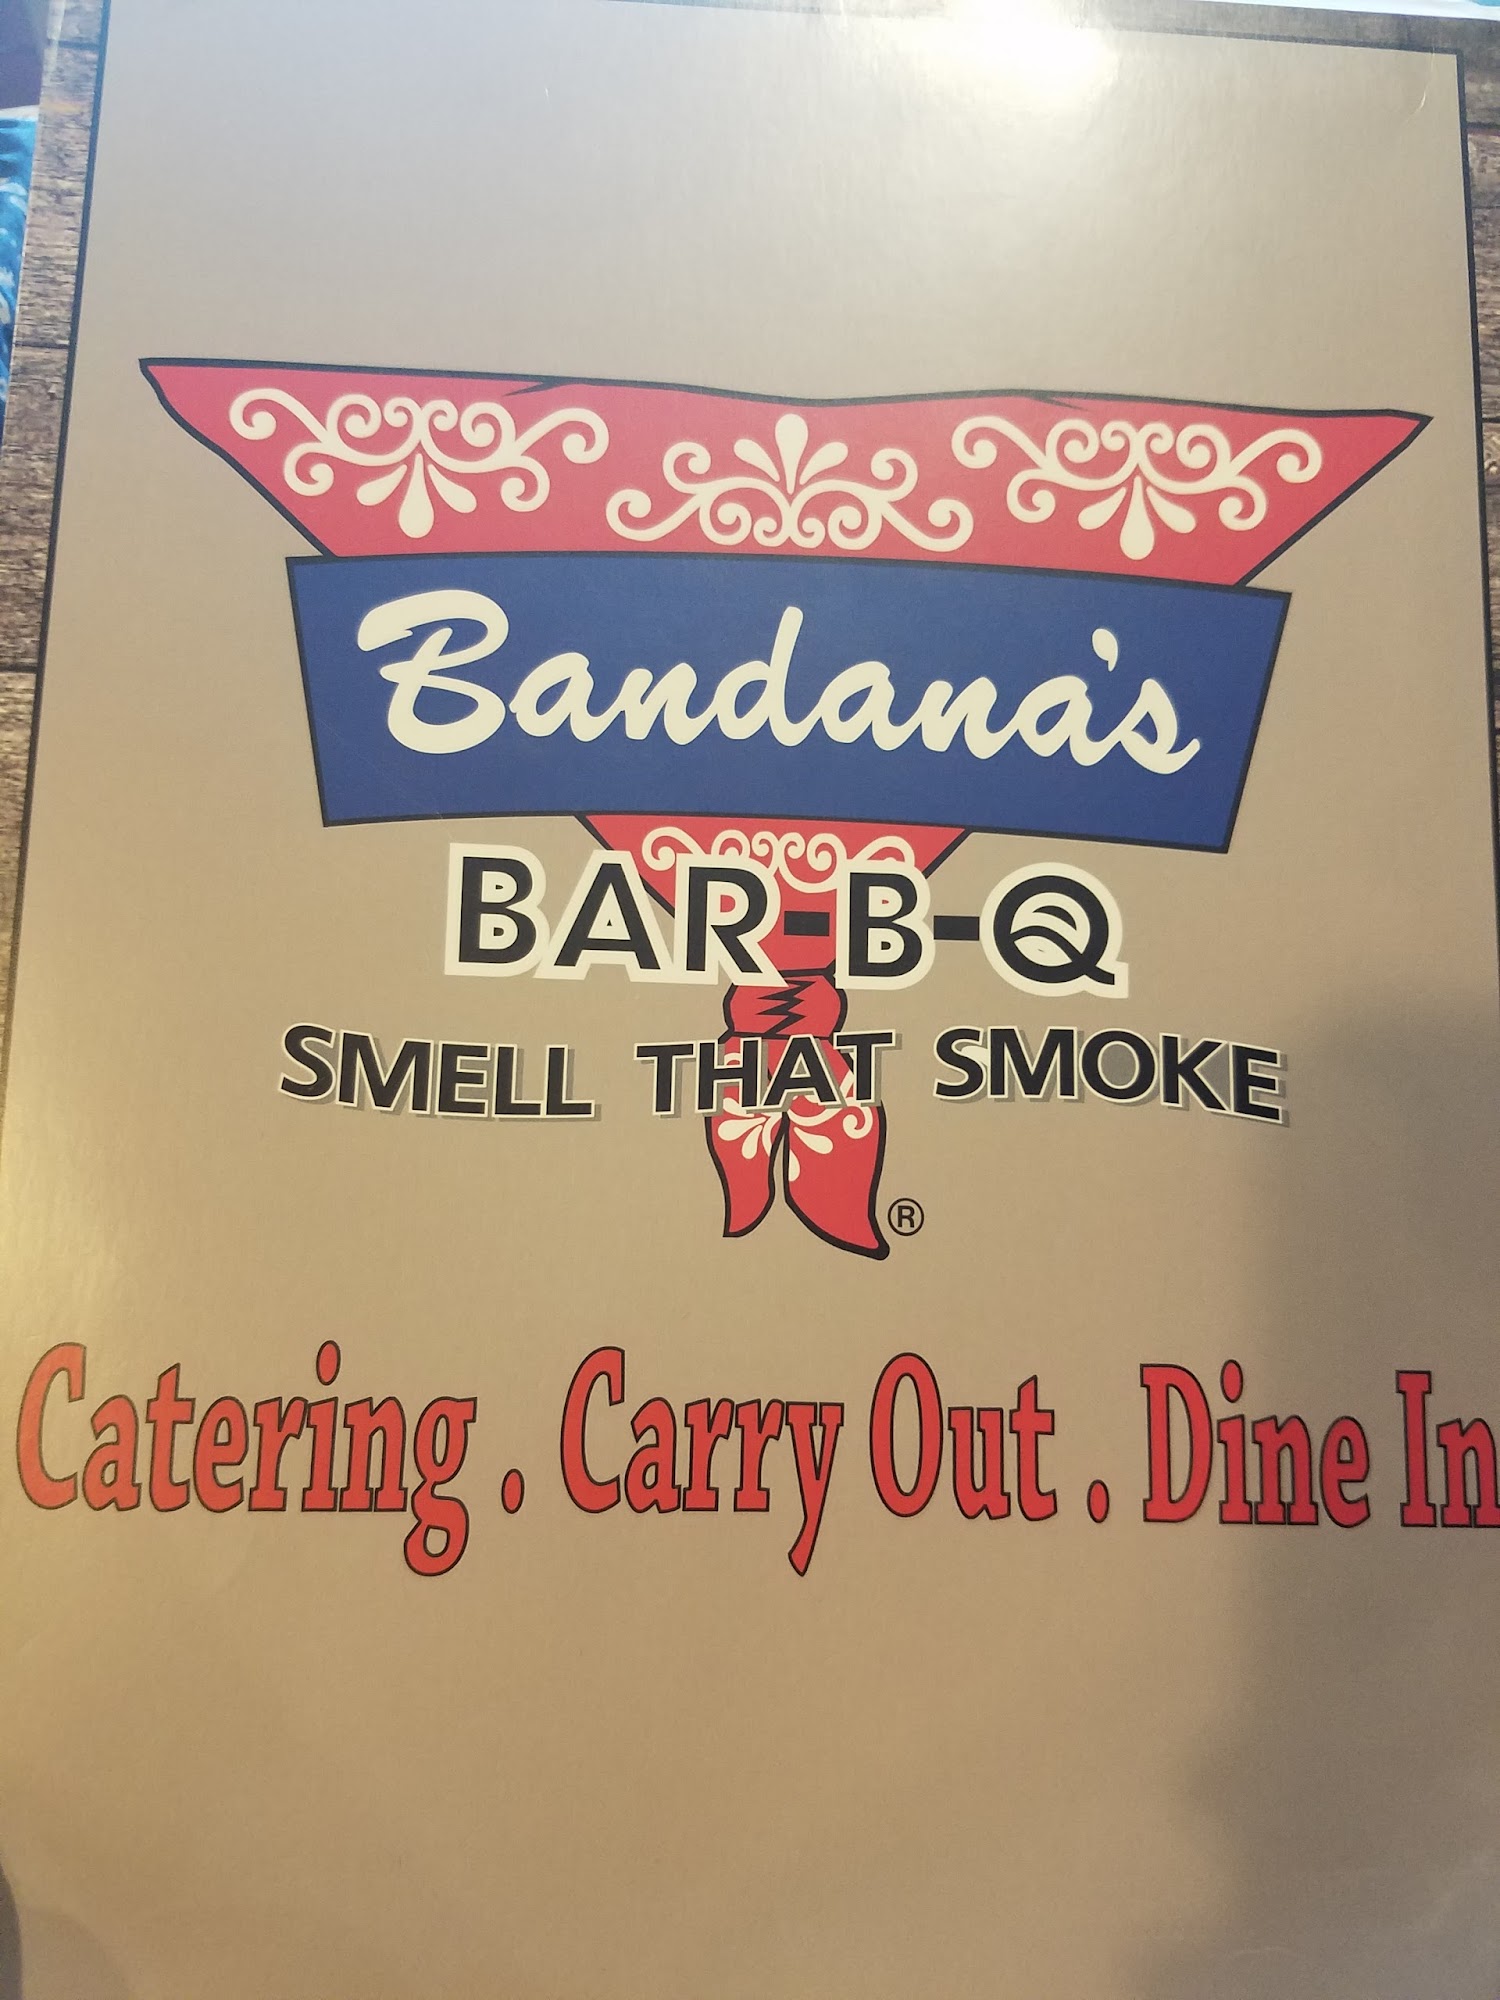 Bandana's
BAR-B-Q
SMELL THAT SMOKE
®
Catering . Carry Out . Dine In